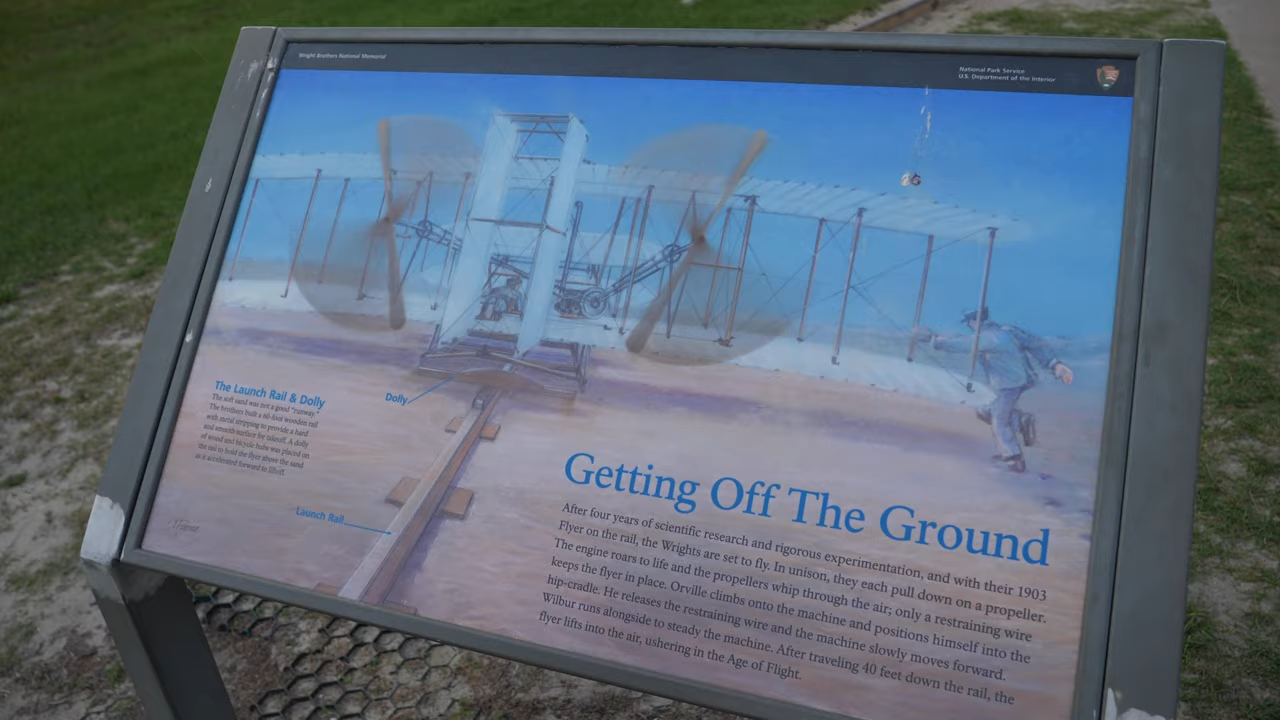 Wright Brothers National Memorial
National Park Service
U.S. Department of the Interior
The Launch Rail & Dolly
The soft sand was not a good "runway."
The brothers built a 60-foot wooden rail
with metal stripping to provide a hard
and smooth surface for takeoff. A dolly
of wood and bicycle hubs was placed on
the rail to hold the flyer above the sand
as it accelerated forward to liftoff.
Dolly
Launch Rail
Getting Off The Ground
After four years of scientific research and rigorous experimentation, and with their 1903
Flyer on the rail, the Wrights are set to fly. In unison, they each pull down on a propeller.
The engine roars to life and the propellers whip through the air; only a restraining wire
keeps the flyer in place. Orville climbs onto the machine and positions himself into the
hip-cradle. He releases the restraining wire and the machine slowly moves forward.
Wilbur runs alongside to steady the machine. After traveling 40 feet down the rail, the
flyer lifts into the air, ushering in the Age of Flight.